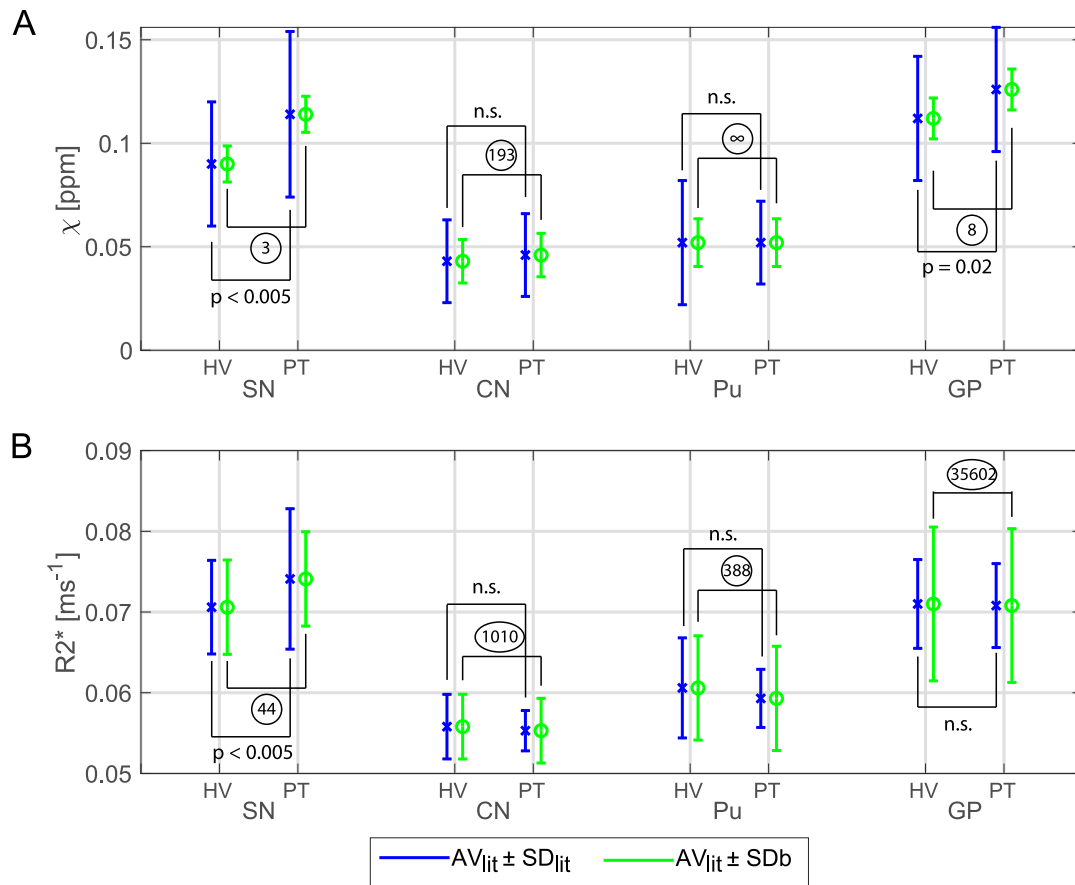 A
χ [ppm]
0.15
0.1
0.05
0
n.s.
193
n.s.
∞
3
p < 0.005
8
p = 0.02
HV PT HV PT HV PT HV PT
SN CN Pu GP
B
R2* [ms-1]
0.09
0.08
0.07
0.06
0.05
35602
n.s.
388
n.s.
1010
44
p < 0.005
n.s.
HV PT HV PT HV PT HV PT
SN CN Pu GP
AVlit ± SDlit AVlit ± SDb